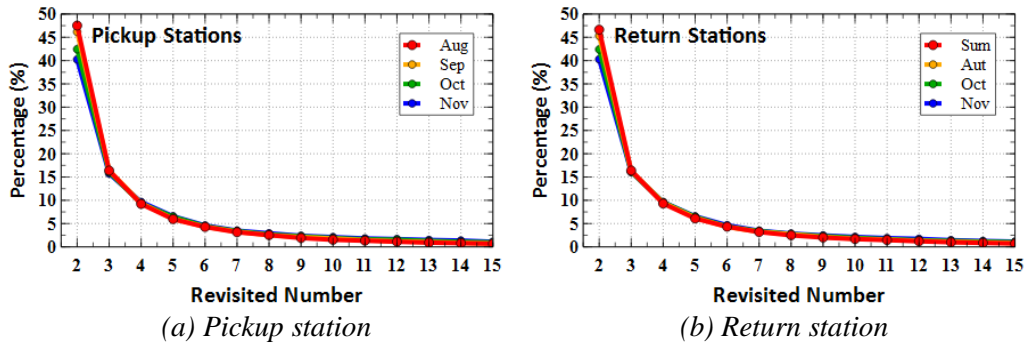 Pickup Stations
Percentage (%)
50
45
40
35
30
25
20
15
10
5
0
Aug
Sep
Oct
Nov
2 3 4 5 6 7 8 9 10 11 12 13 14 15
Revisited Number
(a) Pickup station
Return Stations
Percentage (%)
50
45
40
35
30
25
20
15
10
5
0
Sum
Aut
Oct
Nov
2 3 4 5 6 7 8 9 10 11 12 13 14 15
Revisited Number
(b) Return station